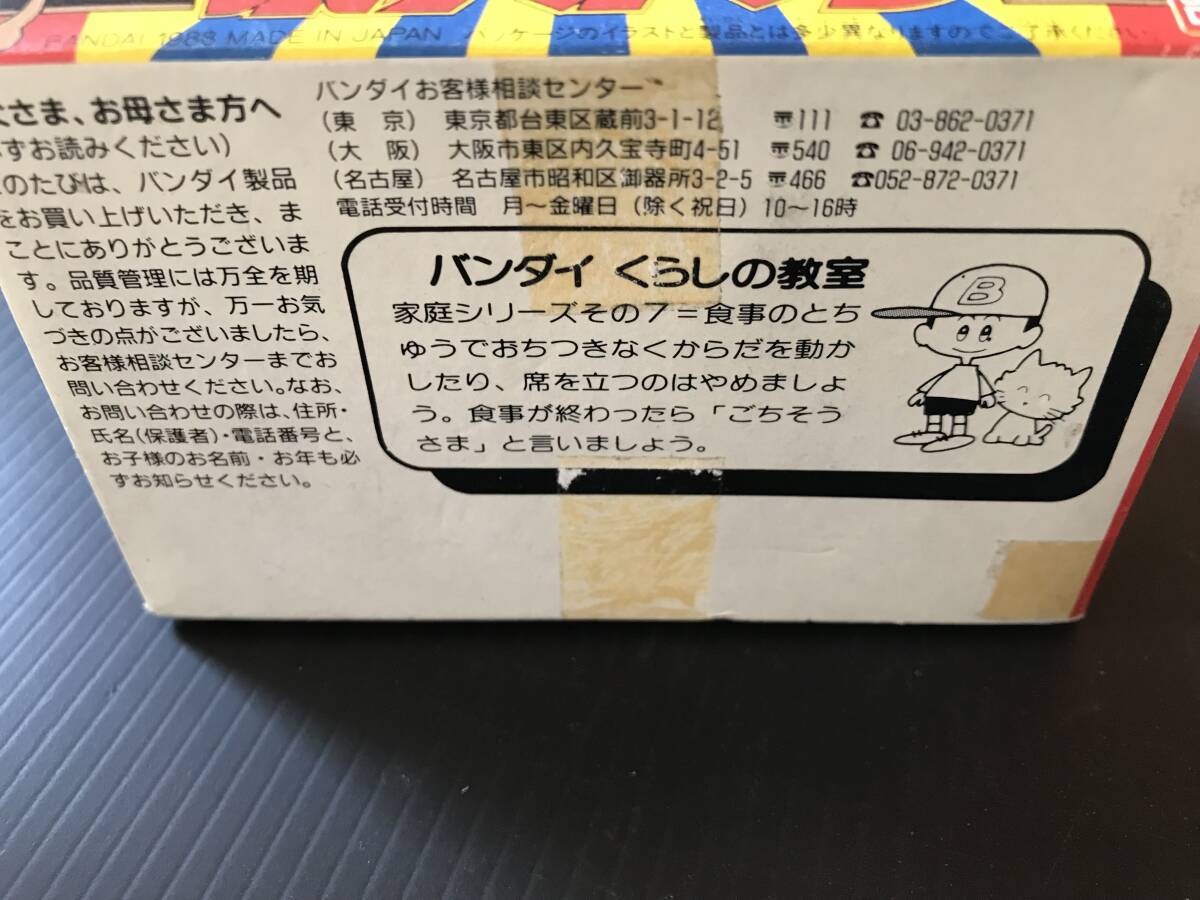 BANDAI 1988 MADE IN JAPAN パッケージのイラストと製品とは多少異なりますのでご了承ください
さま、お母さま方へ
ずお読みください)
のたびは、バンダイ製品
をお買い上げいただき、ま
ことにありがとうございま
す。品質管理には万全を期
しておりますが、万一お気
づきの点がございましたら、
お客様相談センターまでお
問い合わせください。なお、
お問い合わせの際は、住所・
氏名(保護者)・電話番号と、
お子様のお名前・お年も必
ずお知らせください。
バンダイお客様相談センター
(東 京) 東京都台東区蔵前3-1-12 〠111 ☎ 03-862-0371
(大 阪) 大阪市東区内久宝寺町4-51 〠540 ☎ 06-942-0371
(名古屋) 名古屋市昭和区御器所3-2-5 〠466 ☎052-872-0371
電話受付時間 月〜金曜日(除く祝日)10〜16時
バンダイ くらしの教室
家庭シリーズその7=食事のとち
ゅうでおちつきなくからだを動か
したり、席を立つのはやめましょ
う。食事が終わったら「ごちそう
さま」と言いましょう。
B